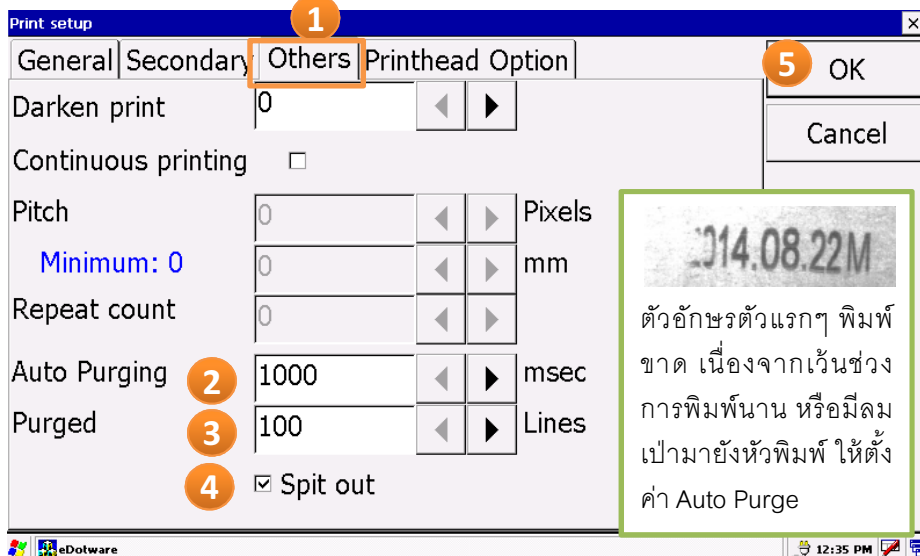 Print setup
1
General Secondary Others Printhead Option
5 OK
Cancel
Darken print 0
Continuous printing
Pitch 0 Pixels
Minimum: 0 0 mm
Repeat count 0
Auto Purging 2 1000 msec
Purged 3 100 Lines
4 Spit out
014.08.22M
ตัวอักษรตัวแรกๆ พิมพ์
ขาด เนื่องจากเว้นช่วง
การพิมพ์นาน หรือมีลม
เป่ามายังหัวพิมพ์ ให้ตั้ง
ค่า Auto Purge
eDotware 12:35 PM